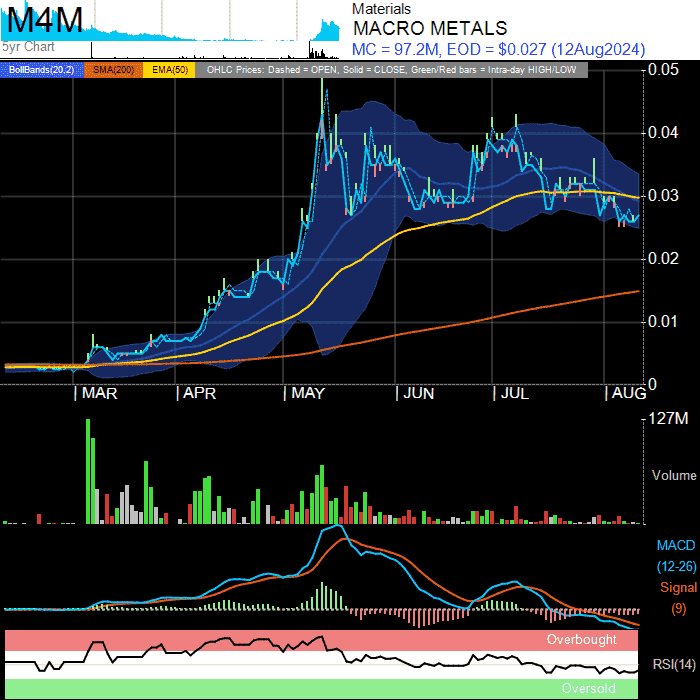 M4M
5yr Chart
Materials
MACRO METALS
MC = 97.2M, EOD = $0.027 (12Aug2024)
BollBands(20,2) SMA(200) EMA(50) OHLC Prices: Dashed = OPEN, Solid = CLOSE, Green/Red bars = Intra-day HIGH/LOW
0.05
0.04
0.03
0.02
0.01
0
MAR APR MAY JUN JUL AUG
127M
Volume
MACD
(12-26)
Signal
(9)
Overbought
RSI(14)
Oversold